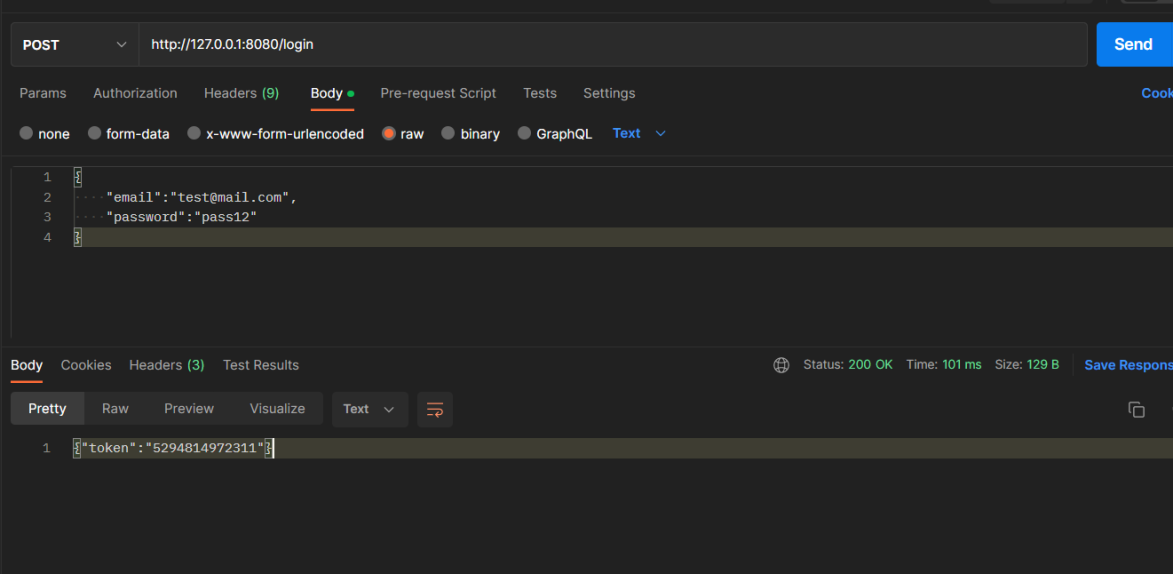 POST http://127.0.0.1:8080/login Send
Params Authorization Headers (9) Body Pre-request Script Tests Settings
none form-data x-www-form-urlencoded raw binary GraphQL Text
1 {
2 "email":"test@mail.com",
3 "password":"pass12"
4 }
Body Cookies Headers (3) Test Results Status: 200 OK Time: 101 ms Size: 129 B Save Respons
Pretty Raw Preview Visualize Text
1 {"token":"5294814972311"}